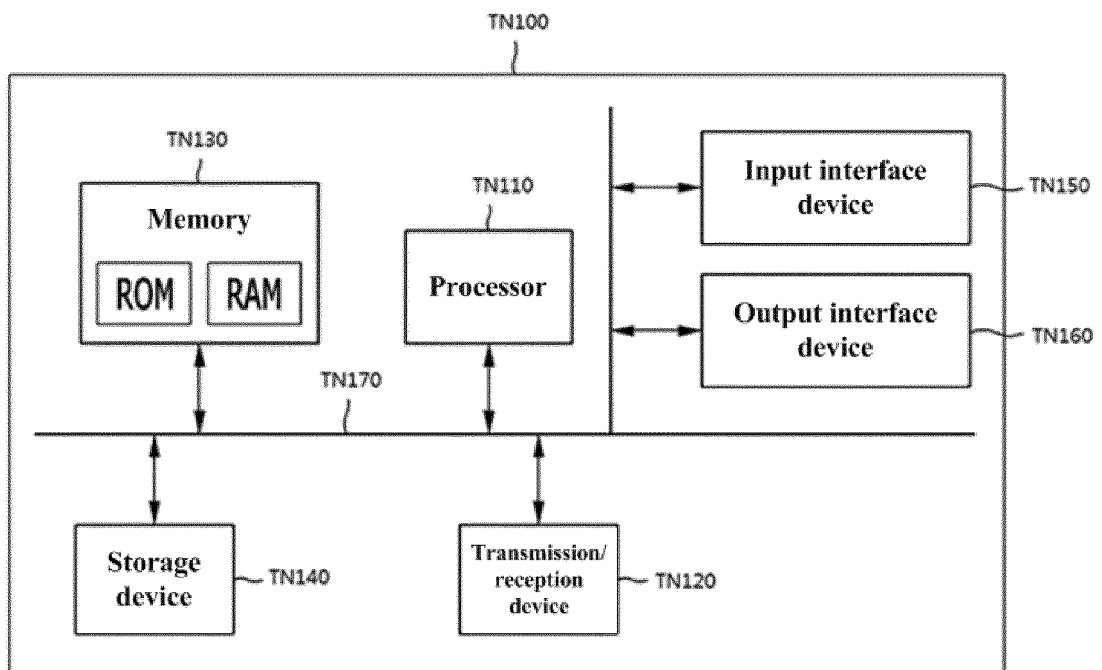 TN100
TN130
Memory
ROM RAM
TN110
Processor
Input interface
device
TN150
Output interface
device
TN160
TN170
Storage
device
TN140
Transmission/
reception
device
TN120